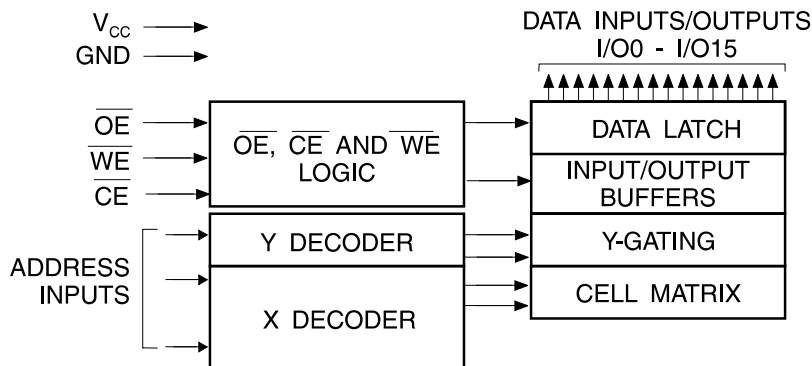 DATA INPUTS/OUTPUTS
I/O0 - I/O15
VCC
GND
OE
WE
CE
OE, CE AND WE
LOGIC
DATA LATCH
INPUT/OUTPUT
BUFFERS
ADDRESS
INPUTS
Y DECODER
Y-GATING
X DECODER
CELL MATRIX